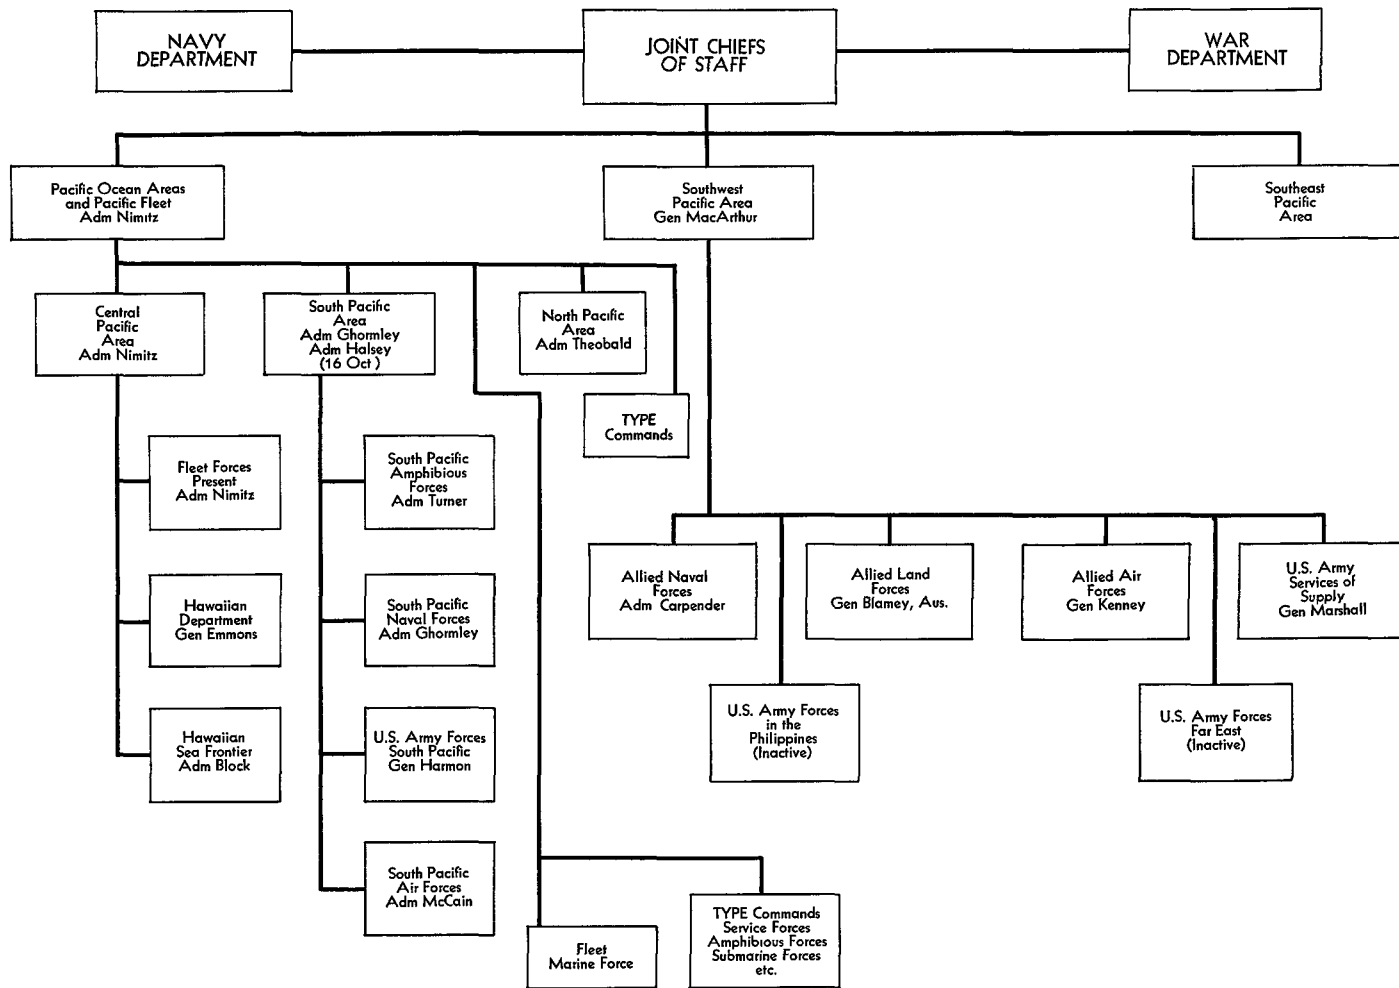 NAVY
DEPARTMENT
JOINT CHIEFS
OF STAFF
WAR
DEPARTMENT
Pacific Ocean Areas
and Pacific Fleet
Adm Nimitz
Southwest
Pacific Area
Gen MacArthur
Southeast
Pacific
Area
Central
Pacific
Area
Adm Nimitz
South Pacific
Area
Adm Ghormley
Adm Halsey
(16 Oct)
North Pacific
Area
Adm Theobald
TYPE
Commands
Fleet Forces
Present
Adm Nimitz
South Pacific
Amphibious
Forces
Adm Turner
Allied Naval
Forces
Adm Carpender
Allied Land
Forces
Gen Blamey, Aus.
Allied Air
Forces
Gen Kenney
U.S. Army
Services of
Supply
Gen Marshall
Hawaiian
Department
Gen Emmons
South Pacific
Naval Forces
Adm Ghormley
U.S. Army Forces
in the
Philippines
(Inactive)
U.S. Army Forces
Far East
(Inactive)
Hawaiian
Sea Frontier
Adm Block
U.S. Army Forces
South Pacific
Gen Harmon
South Pacific
Air Forces
Adm McCain
Fleet
Marine Force
TYPE Commands
Service Forces
Amphibious Forces
Submarine Forces
etc.